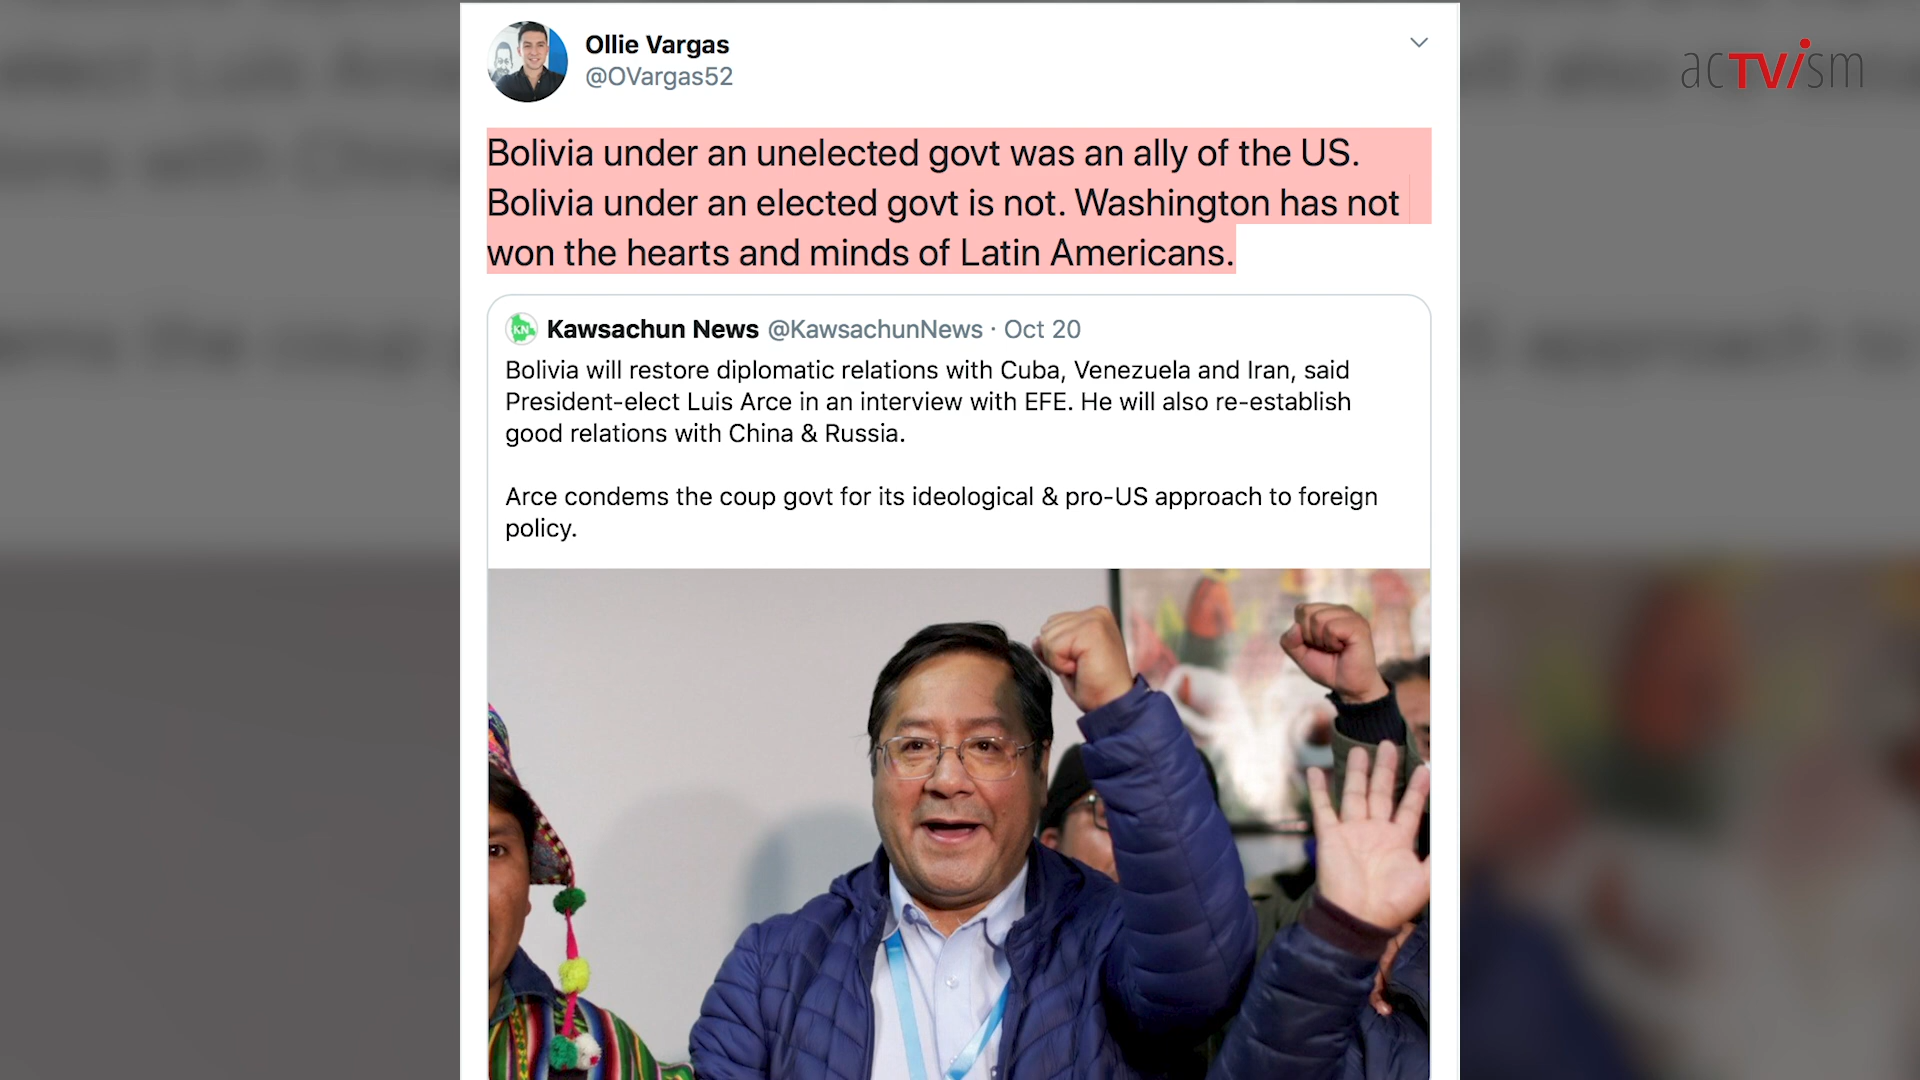 Ollie Vargas
@OVargas52
acTVism
Bolivia under an unelected govt was an ally of the US.
Bolivia under an elected govt is not. Washington has not
won the hearts and minds of Latin Americans.
KN Kawsachun News @KawsachunNews · Oct 20
Bolivia will restore diplomatic relations with Cuba, Venezuela and Iran, said
President-elect Luis Arce in an interview with EFE. He will also re-establish
good relations with China & Russia.
Arce condems the coup govt for its ideological & pro-US approach to foreign
policy.